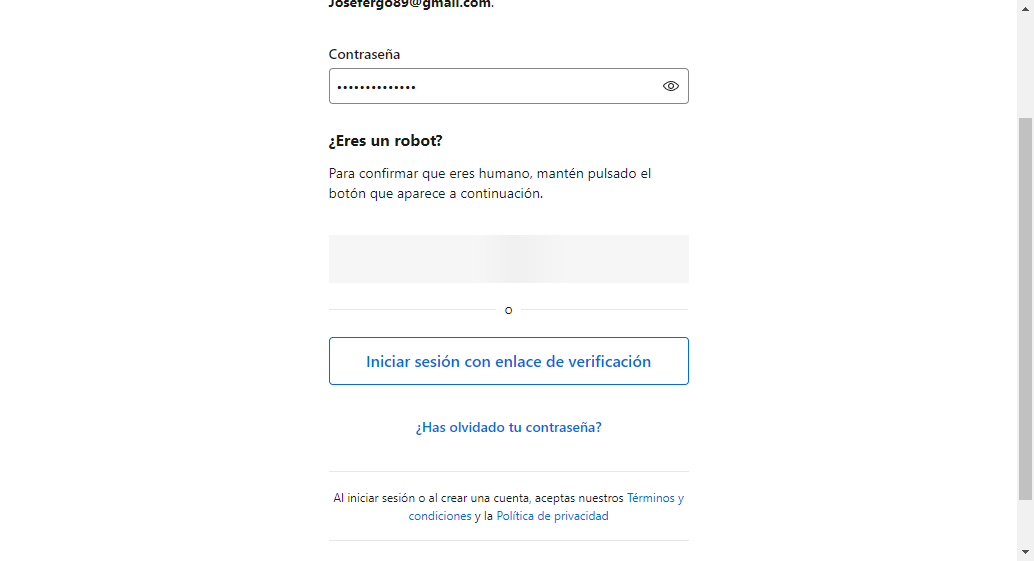 Josefergo89@gmail.com.
Contraseña
••••••••••••••
¿Eres un robot?
Para confirmar que eres humano, mantén pulsado el
botón que aparece a continuación.
o
Iniciar sesión con enlace de verificación
¿Has olvidado tu contraseña?
Al iniciar sesión o al crear una cuenta, aceptas nuestros Términos y
condiciones y la Política de privacidad